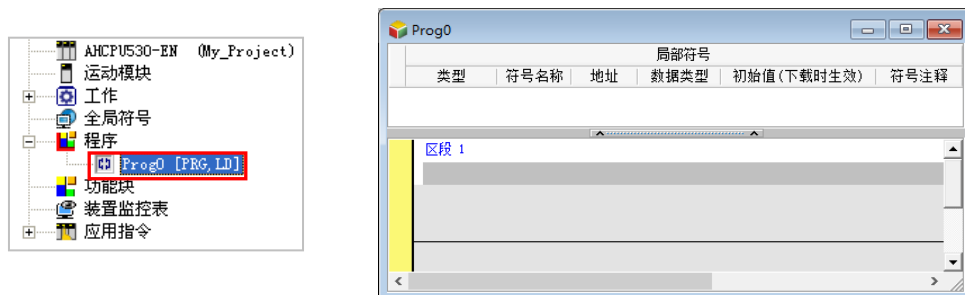 AHCPU530-EN (My_Project)
运动模块
工作
全局符号
程序
Prog0 [PRG,LD]
功能块
装置监控表
应用指令
Prog0
局部符号
类型 符号名称 地址 数据类型 初始值(下载时生效) 符号注释
区段 1